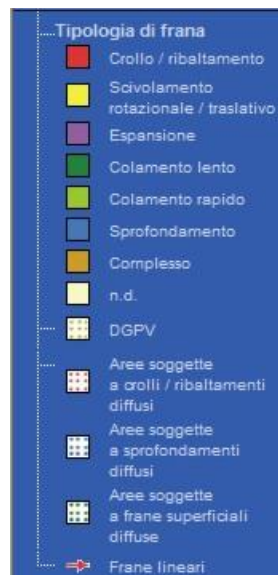 Tipologia di frana
Crollo / ribaltamento
Scivolamento
rotazionale / traslativo
Espansione
Colamento lento
Colamento rapido
Sprofondamento
Complesso
n.d.
DGPV
Aree soggette
a crolli / ribaltamenti
diffusi
Aree soggette
a sprofondamenti
diffusi
Aree soggette
a frane superficiali
diffuse
Frane lineari